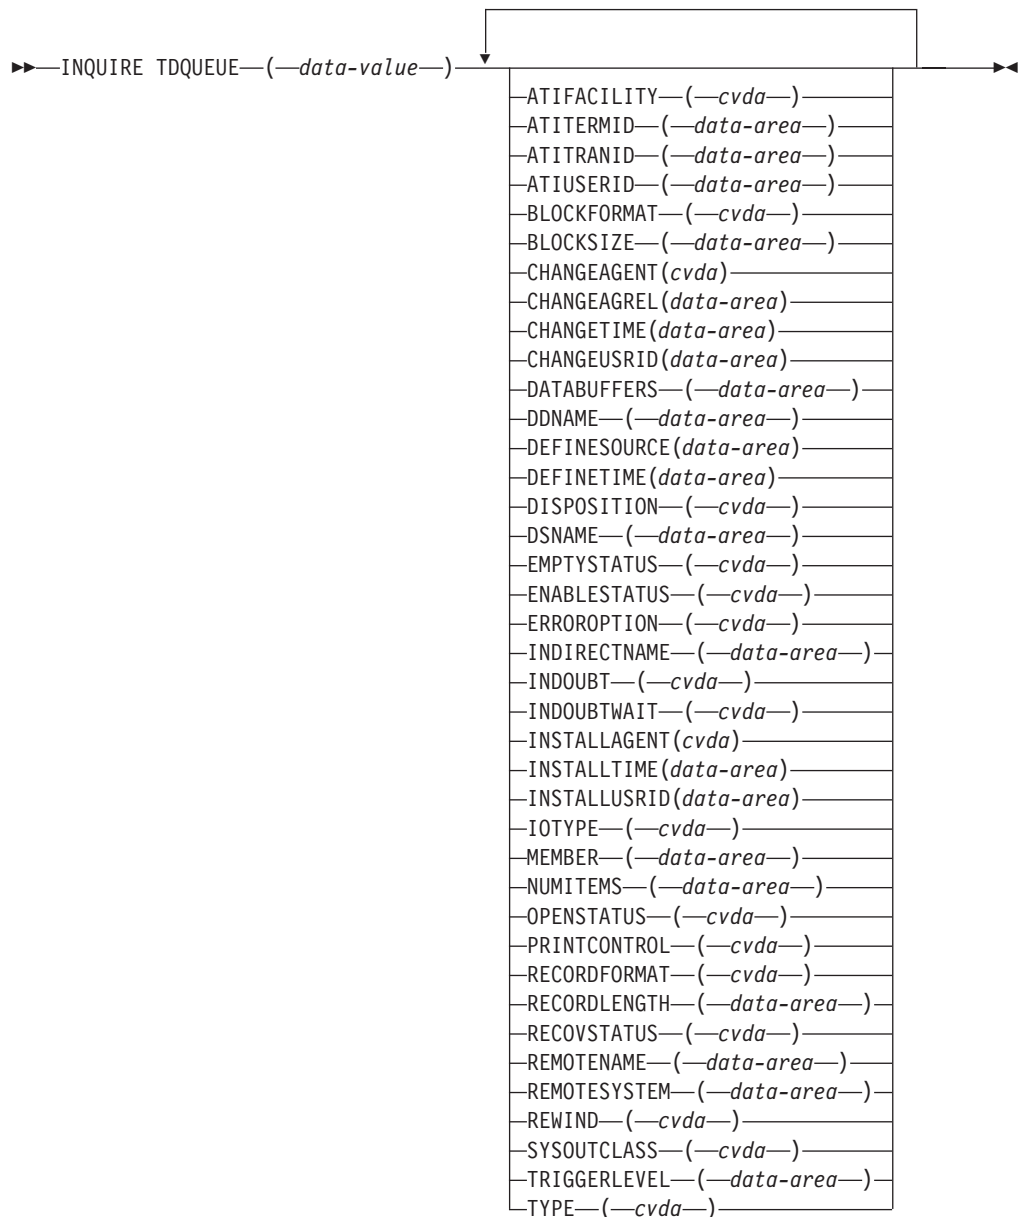 INQUIRE TDQUEUE (data-value)
ATIFACILITY (cvda)
ATITERMID (data-area)
ATITRANID (data-area)
ATIUSERID (data-area)
BLOCKFORMAT (cvda)
BLOCKSIZE (data-area)
CHANGEAGENT(cvda)
CHANGEAGREL(data-area)
CHANGETIME(data-area)
CHANGEUSRID(data-area)
DATABUFFERS (data-area)
DDNAME (data-area)
DEFINESOURCE(data-area)
DEFINETIME(data-area)
DISPOSITION (cvda)
DSNAME (data-area)
EMPTYSTATUS (cvda)
ENABLESTATUS (cvda)
ERROROPTION (cvda)
INDIRECTNAME (data-area)
INDOUBT (cvda)
INDOUBTWAIT (cvda)
INSTALLAGENT(cvda)
INSTALLTIME(data-area)
INSTALLUSRID(data-area)
IOTYPE (cvda)
MEMBER (data-area)
NUMITEMS (data-area)
OPENSTATUS (cvda)
PRINTCONTROL (cvda)
RECORDFORMAT (cvda)
RECORDLENGTH (data-area)
RECOVSTATUS (cvda)
REMOTENAME (data-area)
REMOTESYSTEM (data-area)
REWIND (cvda)
SYSOUTCLASS (cvda)
TRIGGERLEVEL (data-area)
TYPE (cvda)